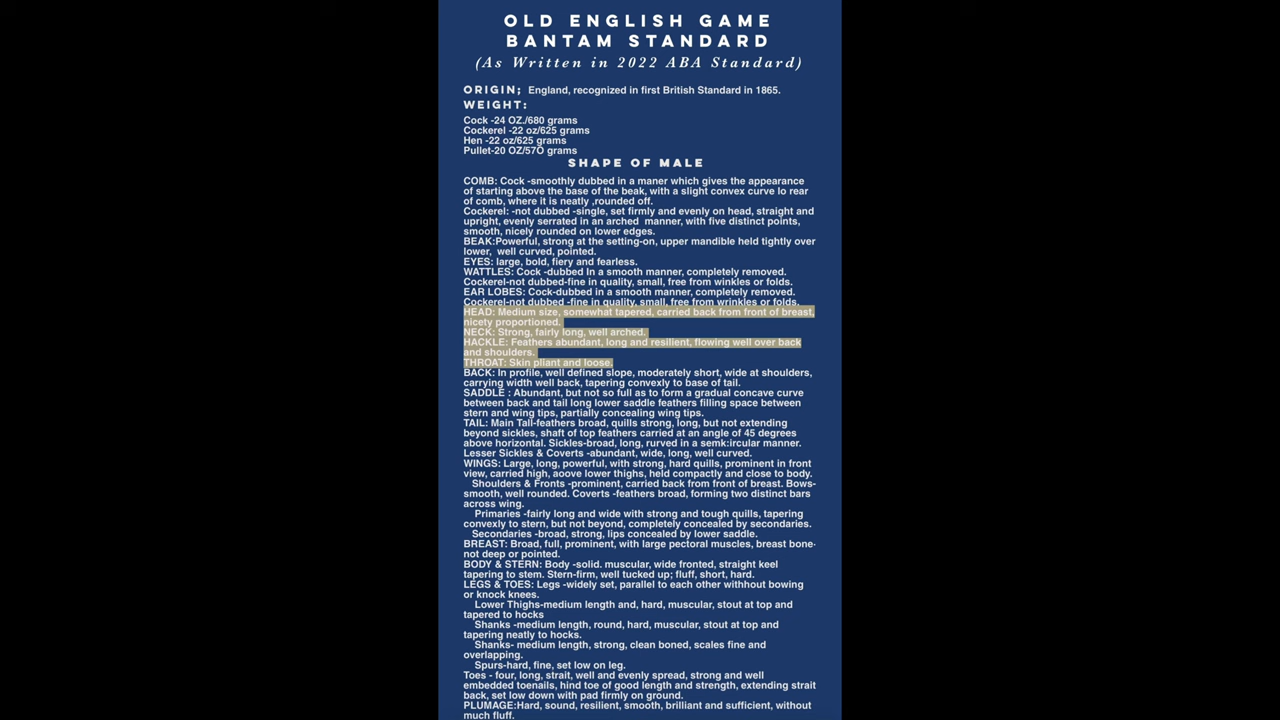 OLD ENGLISH GAME
BANTAM STANDARD
(As Written in 2022 ABA Standard)
ORIGIN; England, recognized in first British Standard in 1865.
WEIGHT:
Cock -24 OZ./680 grams
Cockerel -22 oz/625 grams
Hen -22 oz/625 grams
Pullet-20 OZ/57O grams
SHAPE OF MALE
COMB: Cock -smoothly dubbed in a maner which gives the appearance
of starting above the base of the beak, with a slight convex curve lo rear
of comb, where it is neatly ,rounded off.
Cockerel: -not dubbed -single, set firmly and evenly on head, straight and
upright, evenly serrated in an arched manner, with five distinct points,
smooth, nicely rounded on lower edges.
BEAK:Powerful, strong at the setting-on, upper mandible held tightly over
lower, well curved, pointed.
EYES: large, bold, fiery and fearless.
WATTLES: Cock -dubbed In a smooth manner, completely removed.
Cockerel-not dubbed-fine in quality, small, free from winkles or folds.
EAR LOBES: Cock-dubbed in a smooth manner, completely removed.
Cockerel-not dubbed -fine in quality, small, free from wrinkles or folds.
HEAD: Medium size, somewhat tapered, carried back from front of breast,
nicety proportioned.
NECK: Strong, fairly long, well arched.
HACKLE: Feathers abundant, long and resilient, flowing well over back
and shoulders.
THROAT: Skin pliant and loose.
BACK: In profile, well defined slope, moderately short, wide at shoulders,
carrying width well back, tapering convexly to base of tail.
SADDLE : Abundant, but not so full as to form a gradual concave curve
between back and tail long lower saddle feathers filling space between
stern and wing tips, partially concealing wing tips.
TAIL: Main Tall-feathers broad, quills strong, long, but not extending
beyond sickles, shaft of top feathers carried at an angle of 45 degrees
above horizontal. Sickles-broad, long, rurved in a semk:ircular manner.
Lesser Sickles & Coverts -abundant, wide, long, well curved.
WINGS: Large, long, powerful, with strong, hard quills, prominent in front
view, carried high, aoove lower thighs, held compactly and close to body.
Shoulders & Fronts -prominent, carried back from front of breast. Bows-
smooth, well rounded. Coverts -feathers broad, forming two distinct bars
across wing.
Primaries -fairly long and wide with strong and tough quills, tapering
convexly to stern, but not beyond, completely concealed by secondaries.
Secondaries -broad, strong, lips concealed by lower saddle.
BREAST: Broad, full, prominent, with large pectoral muscles, breast bone-
not deep or pointed.
BODY & STERN: Body -solid. muscular, wide fronted, straight keel
tapering to stem. Stern-firm, well tucked up; fluff, short, hard.
LEGS & TOES: Legs -widely set, parallel to each other withhout bowing
or knock knees.
Lower Thighs-medium length and, hard, muscular, stout at top and
tapered to hocks
Shanks -medium length, round, hard, muscular, stout at top and
tapering neatly to hocks.
Shanks- medium length, strong, clean boned, scales fine and
overlapping.
Spurs-hard, fine, set low on leg.
Toes - four, long, strait, well and evenly spread, strong and well
embedded toenails, hind toe of good length and strength, extending strait
back, set low down with pad firmly on ground.
PLUMAGE:Hard, sound, resilient, smooth, brilliant and sufficient, without
much fluff.